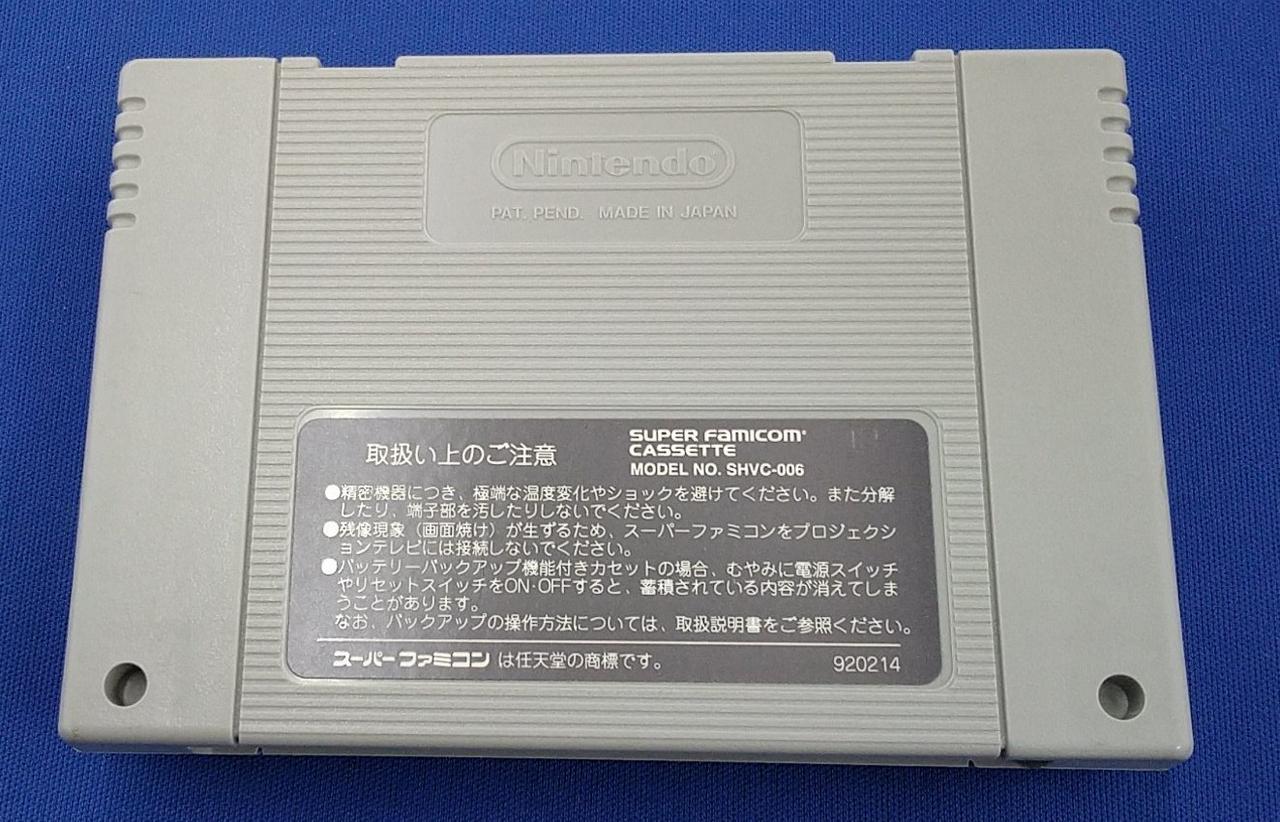 Nintendo
PAT. PEND. MADE IN JAPAN
取扱い上のご注意
SUPER FAMICOM
CASSETTE
MODEL NO. SHVC-006
●精密機器につき、極端な温度変化やショックを避けてください。また分解
したり、端子部を汚したりしないでください。
●残像現象（画面焼け）が生ずるため、スーパーファミコンをプロジェクシ
ョンテレビには接続しないでください。
●バッテリーバックアップ機能付きカセットの場合、むやみに電源スイッチ
やリセットスイッチをON･OFFすると、蓄積されている内容が消えてしま
うことがあります。
なお、バックアップの操作方法については、取扱説明書をご参照ください。
スーパーファミコン は任天堂の商標です。
920214